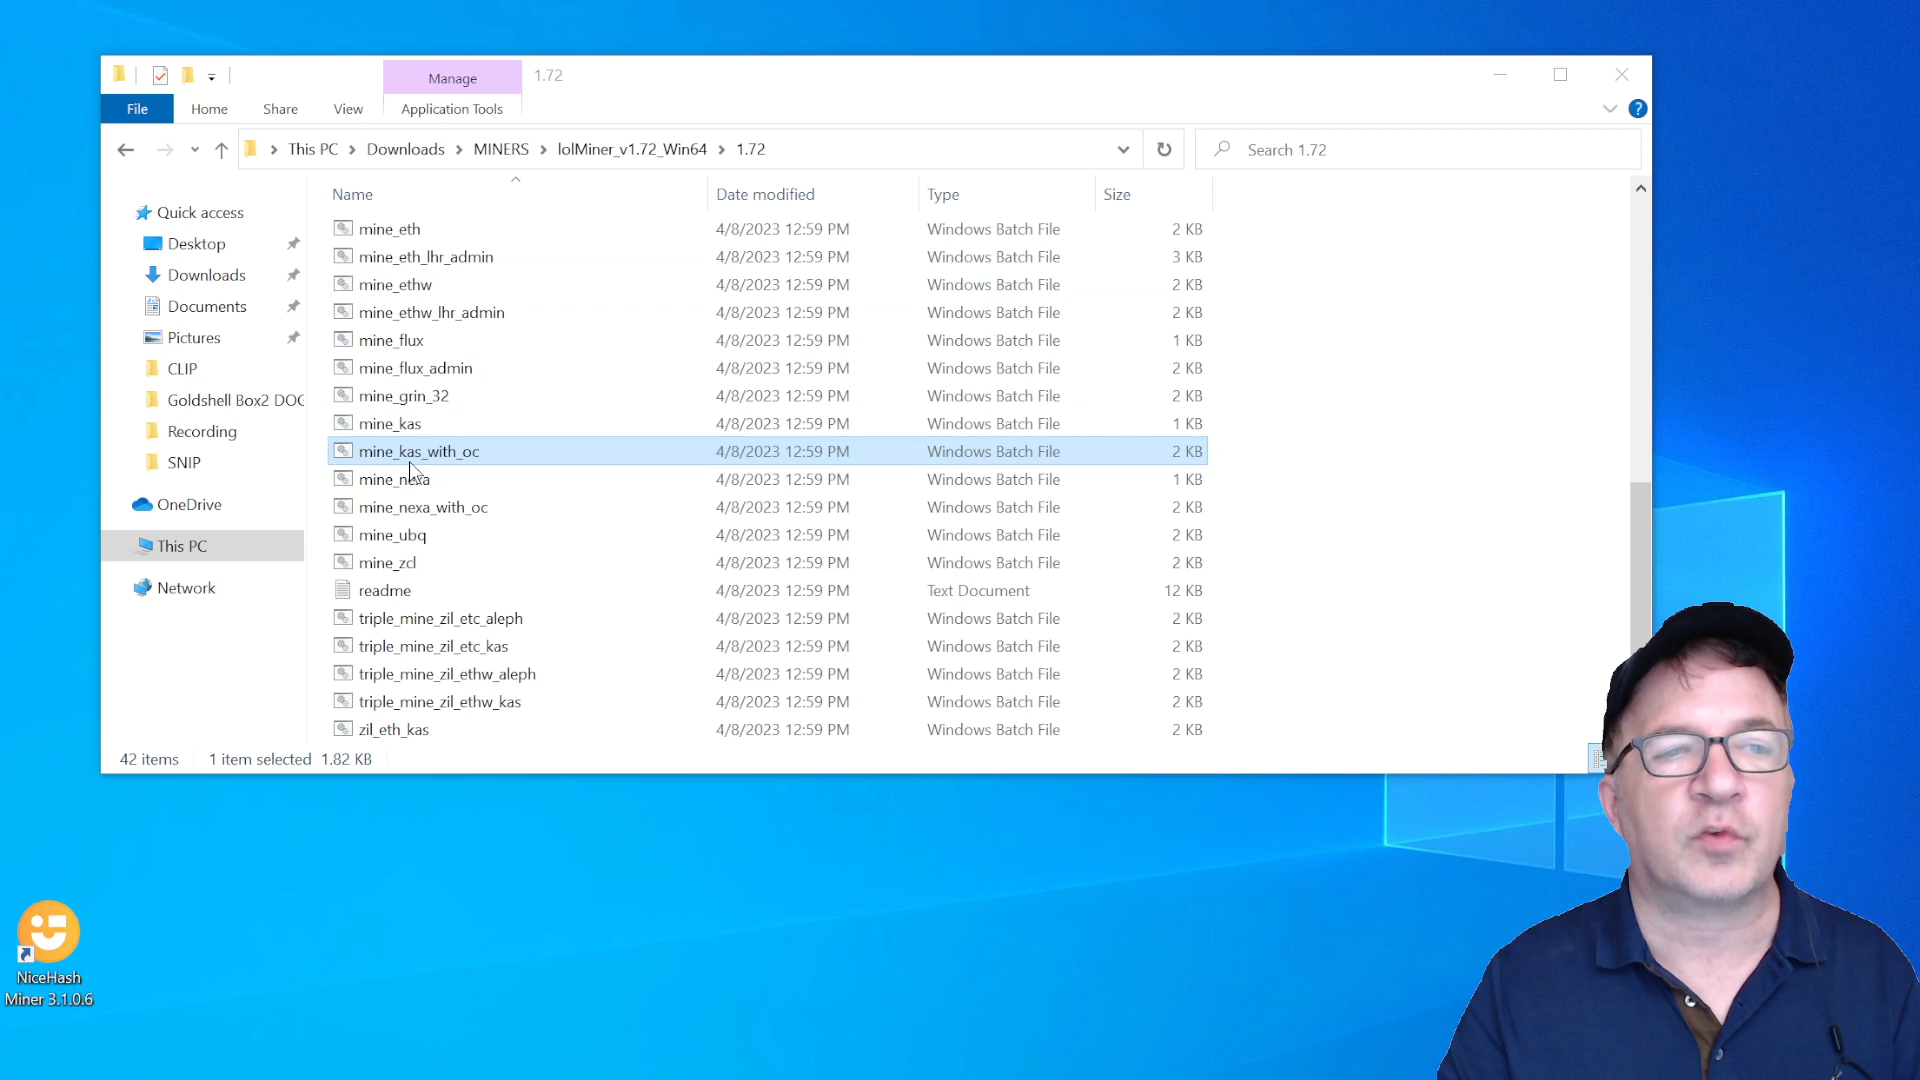 Manage
1.72
File
Home
Share
View
Application Tools
This PC
Downloads
MINERS
lolMiner_v1.72_Win64
1.72
Search 1.72
Name
Date modified
Type
Size
Quick access
Desktop
Downloads
Documents
Pictures
CLIP
Goldshell Box2 DOG
Recording
SNIP
OneDrive
This PC
Network
mine_eth 4/8/2023 12:59 PM Windows Batch File 2 KB
mine_eth_lhr_admin 4/8/2023 12:59 PM Windows Batch File 3 KB
mine_ethw 4/8/2023 12:59 PM Windows Batch File 2 KB
mine_ethw_lhr_admin 4/8/2023 12:59 PM Windows Batch File 2 KB
mine_flux 4/8/2023 12:59 PM Windows Batch File 1 KB
mine_flux_admin 4/8/2023 12:59 PM Windows Batch File 2 KB
mine_grin_32 4/8/2023 12:59 PM Windows Batch File 2 KB
mine_kas 4/8/2023 12:59 PM Windows Batch File 1 KB
mine_kas_with_oc 4/8/2023 12:59 PM Windows Batch File 2 KB
mine_nexa 4/8/2023 12:59 PM Windows Batch File 1 KB
mine_nexa_with_oc 4/8/2023 12:59 PM Windows Batch File 2 KB
mine_ubq 4/8/2023 12:59 PM Windows Batch File 2 KB
mine_zcl 4/8/2023 12:59 PM Windows Batch File 2 KB
readme 4/8/2023 12:59 PM Text Document 12 KB
triple_mine_zil_etc_aleph 4/8/2023 12:59 PM Windows Batch File 2 KB
triple_mine_zil_etc_kas 4/8/2023 12:59 PM Windows Batch File 2 KB
triple_mine_zil_ethw_aleph 4/8/2023 12:59 PM Windows Batch File 2 KB
triple_mine_zil_ethw_kas 4/8/2023 12:59 PM Windows Batch File 2 KB
zil_eth_kas 4/8/2023 12:59 PM Windows Batch File 2 KB
42 items
1 item selected 1.82 KB
NiceHash
Miner 3.1.0.6